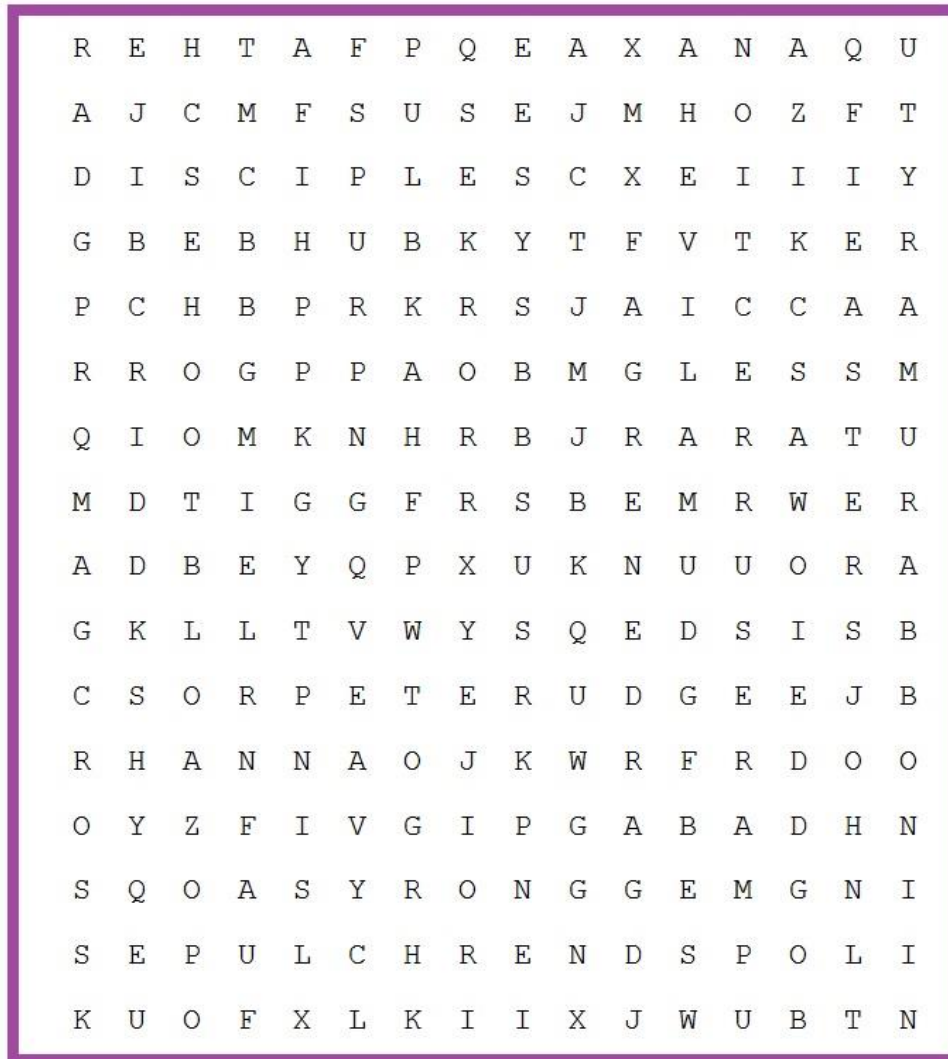 R E H T A F P Q E A X A N A Q U
A J C M F S U S E J M H O Z F T
D I S C I P L E S C X E I I I Y
G B E B H U B K Y T F V T K E R
P C H B P R K R S J A I C C A A
R R O G P P A O B M G L E S S M
Q I O M K N H R B J R A R A T U
M D T I G G F R S B E M R W E R
A D B E Y Q P X U K N U U O R A
G K L L T V W Y S Q E D S I S B
C S O R P E T E R U D G E E J B
R H A N N A O J K W R F R D O O
O Y Z F I V G I P G A B A D H N
S Q O A S Y R O N G G E M G N I
S E P U L C H R E N D S P O L I
K U O F X L K I I X J W U B T N